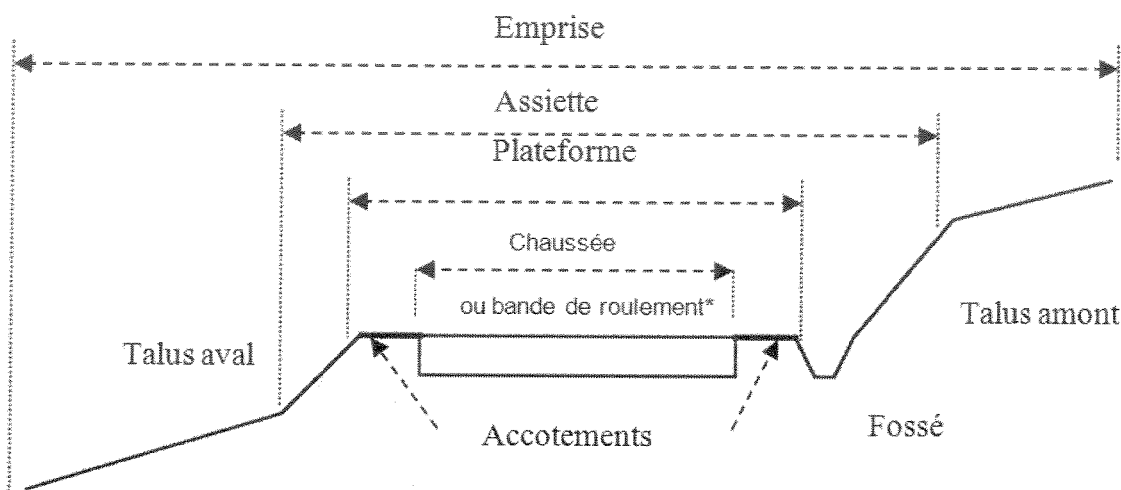 Emprise
Assiette
Plateforme
Chaussée
ou bande de roulement*
Talus amont
Talus aval
Accotements
Fossé